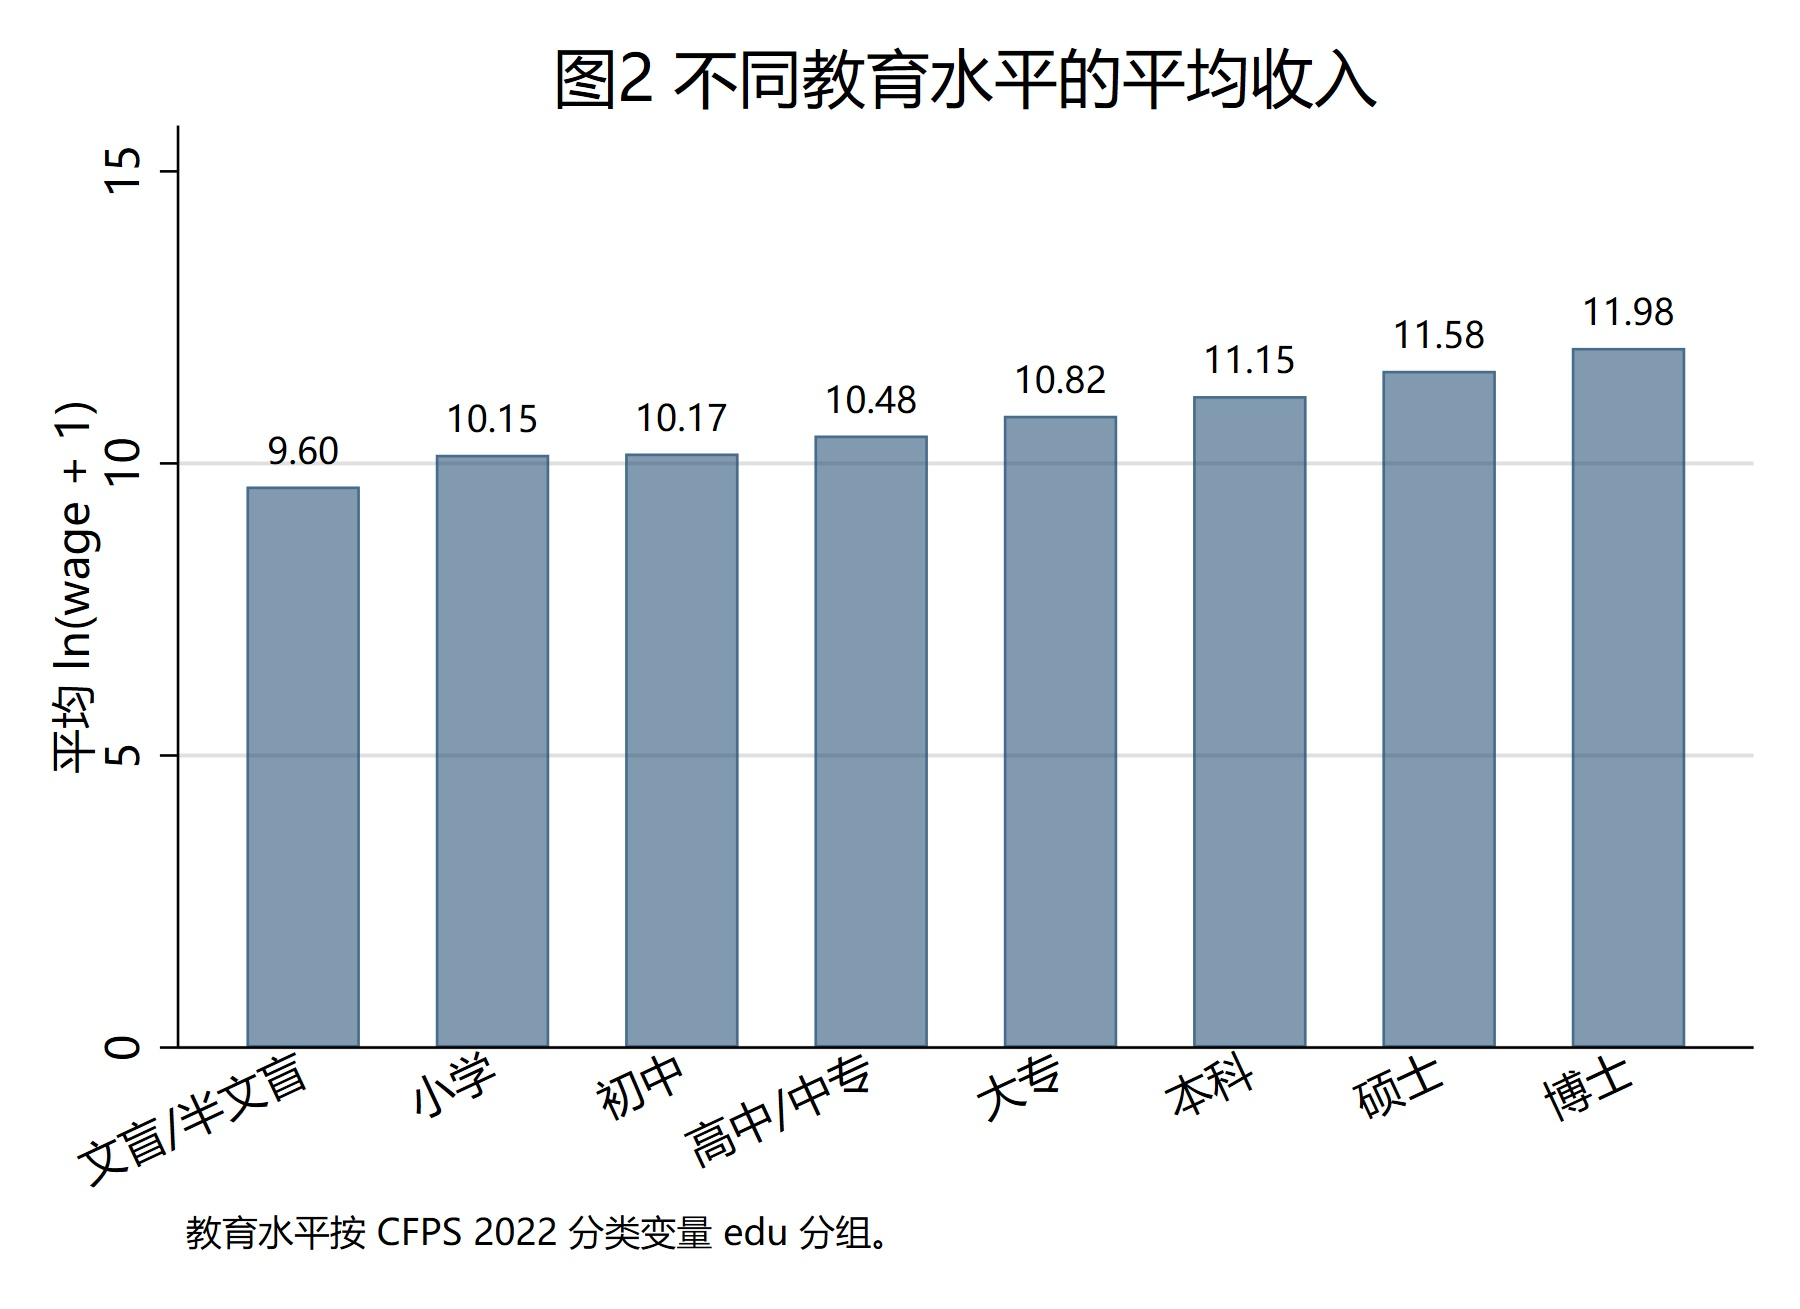 图2 不同教育水平的平均收入
平均 ln(wage + 1)
15
10
5
0
9.60
10.15
10.17
10.48
10.82
11.15
11.58
11.98
文盲/半文盲
小学
初中
高中/中专
大专
本科
硕士
博士
教育水平按 CFPS 2022 分类变量 edu 分组。